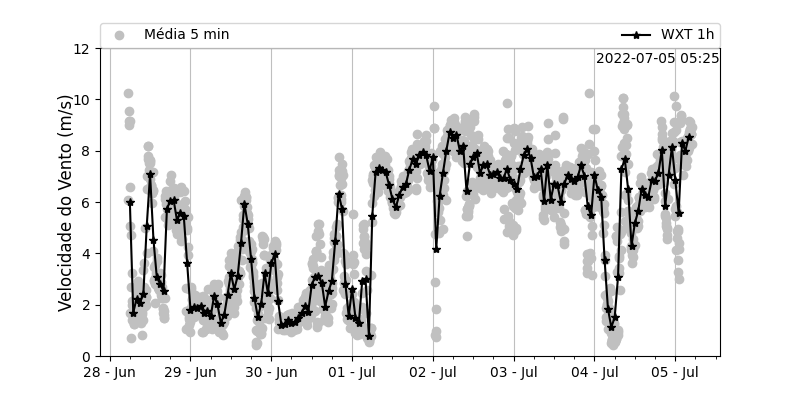 Média 5 min
WXT 1h
2022-07-05 05:25
Velocidade do Vento (m/s)
12
10
8
6
4
2
0
28 - Jun
29 - Jun
30 - Jun
01 - Jul
02 - Jul
03 - Jul
04 - Jul
05 - Jul